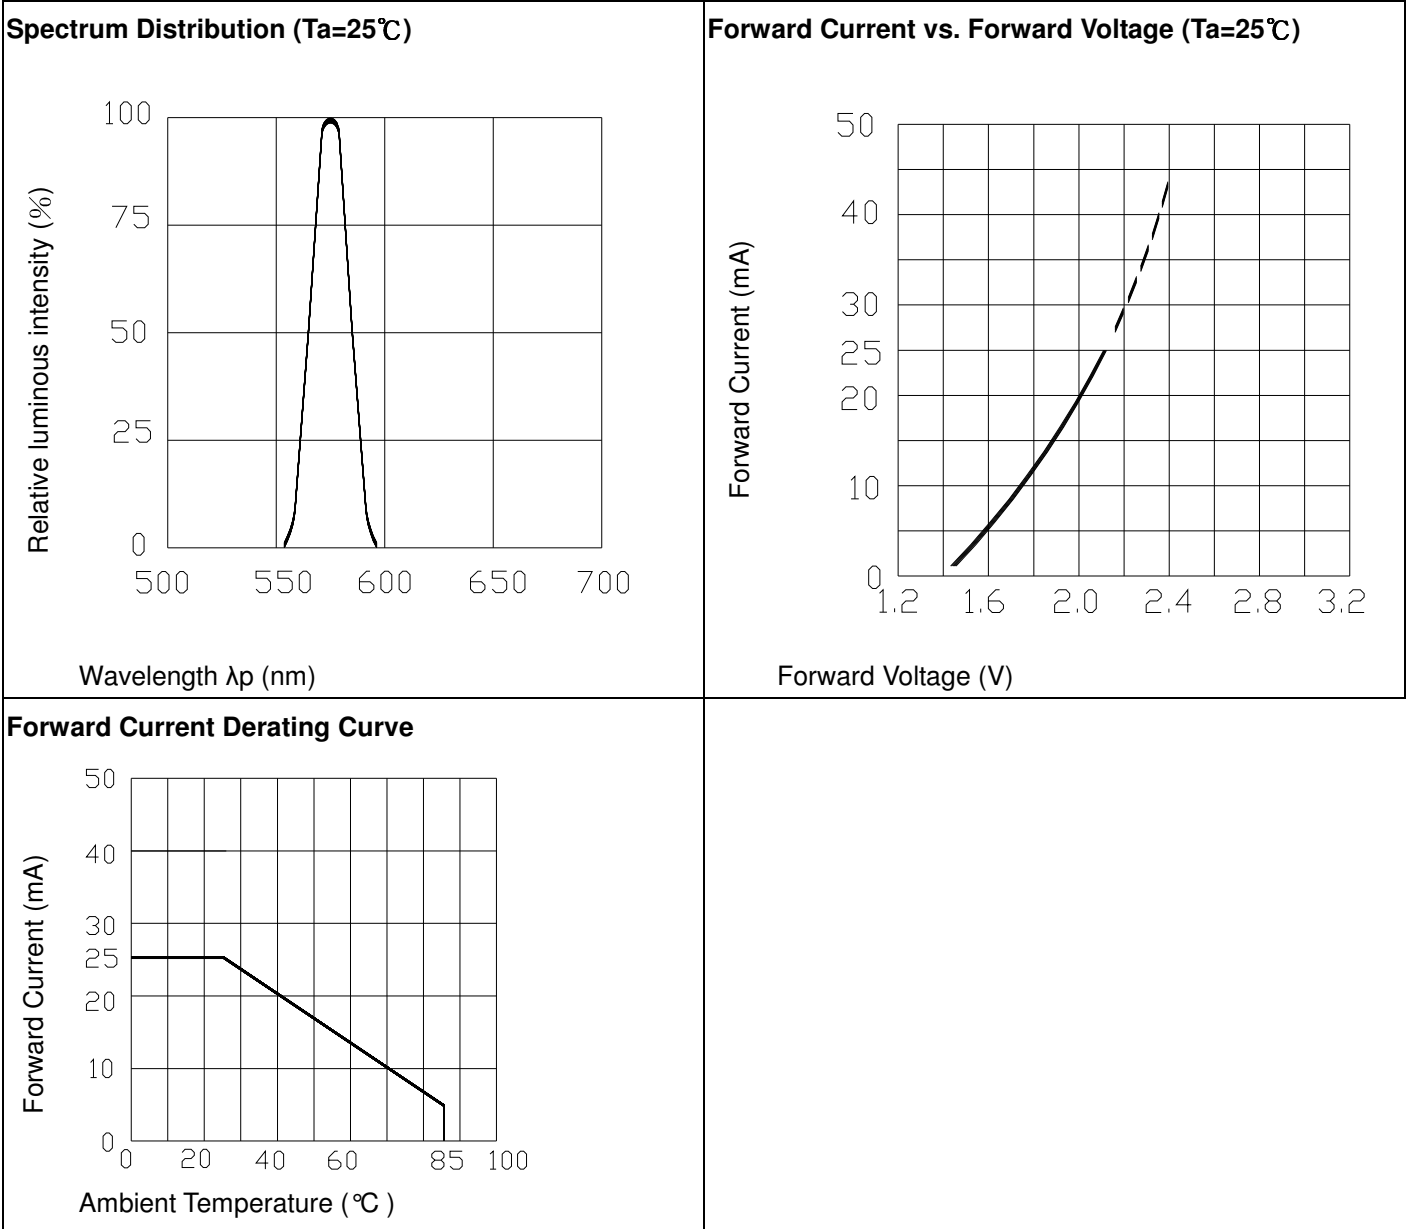 Spectrum Distribution (Ta=25℃)
100
75
50
25
0
500 550 600 650 700
Relative luminous intensity (%)
Wavelength λp (nm)
Forward Current vs. Forward Voltage (Ta=25℃)
50
40
30
25
20
10
0
1.2 1.6 2.0 2.4 2.8 3.2
Forward Current (mA)
Forward Voltage (V)
Forward Current Derating Curve
50
40
30
25
20
10
0
0 20 40 60 85 100
Forward Current (mA)
Ambient Temperature (℃ )